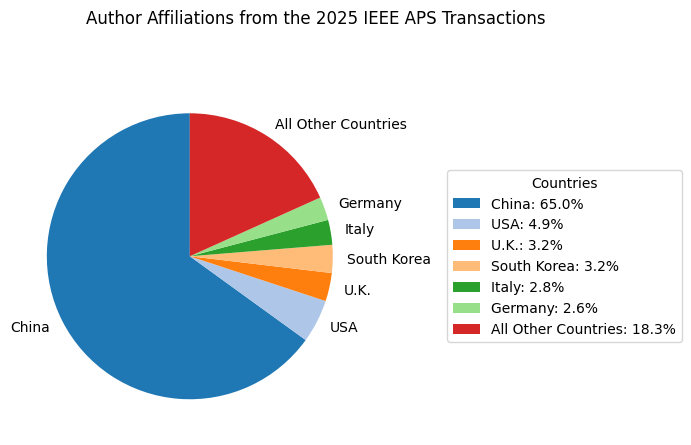 Author Affiliations from the 2025 IEEE APS Transactions
All Other Countries
Germany
Italy
South Korea
U.K.
USA
China
Countries
China: 65.0%
USA: 4.9%
U.K.: 3.2%
South Korea: 3.2%
Italy: 2.8%
Germany: 2.6%
All Other Countries: 18.3%